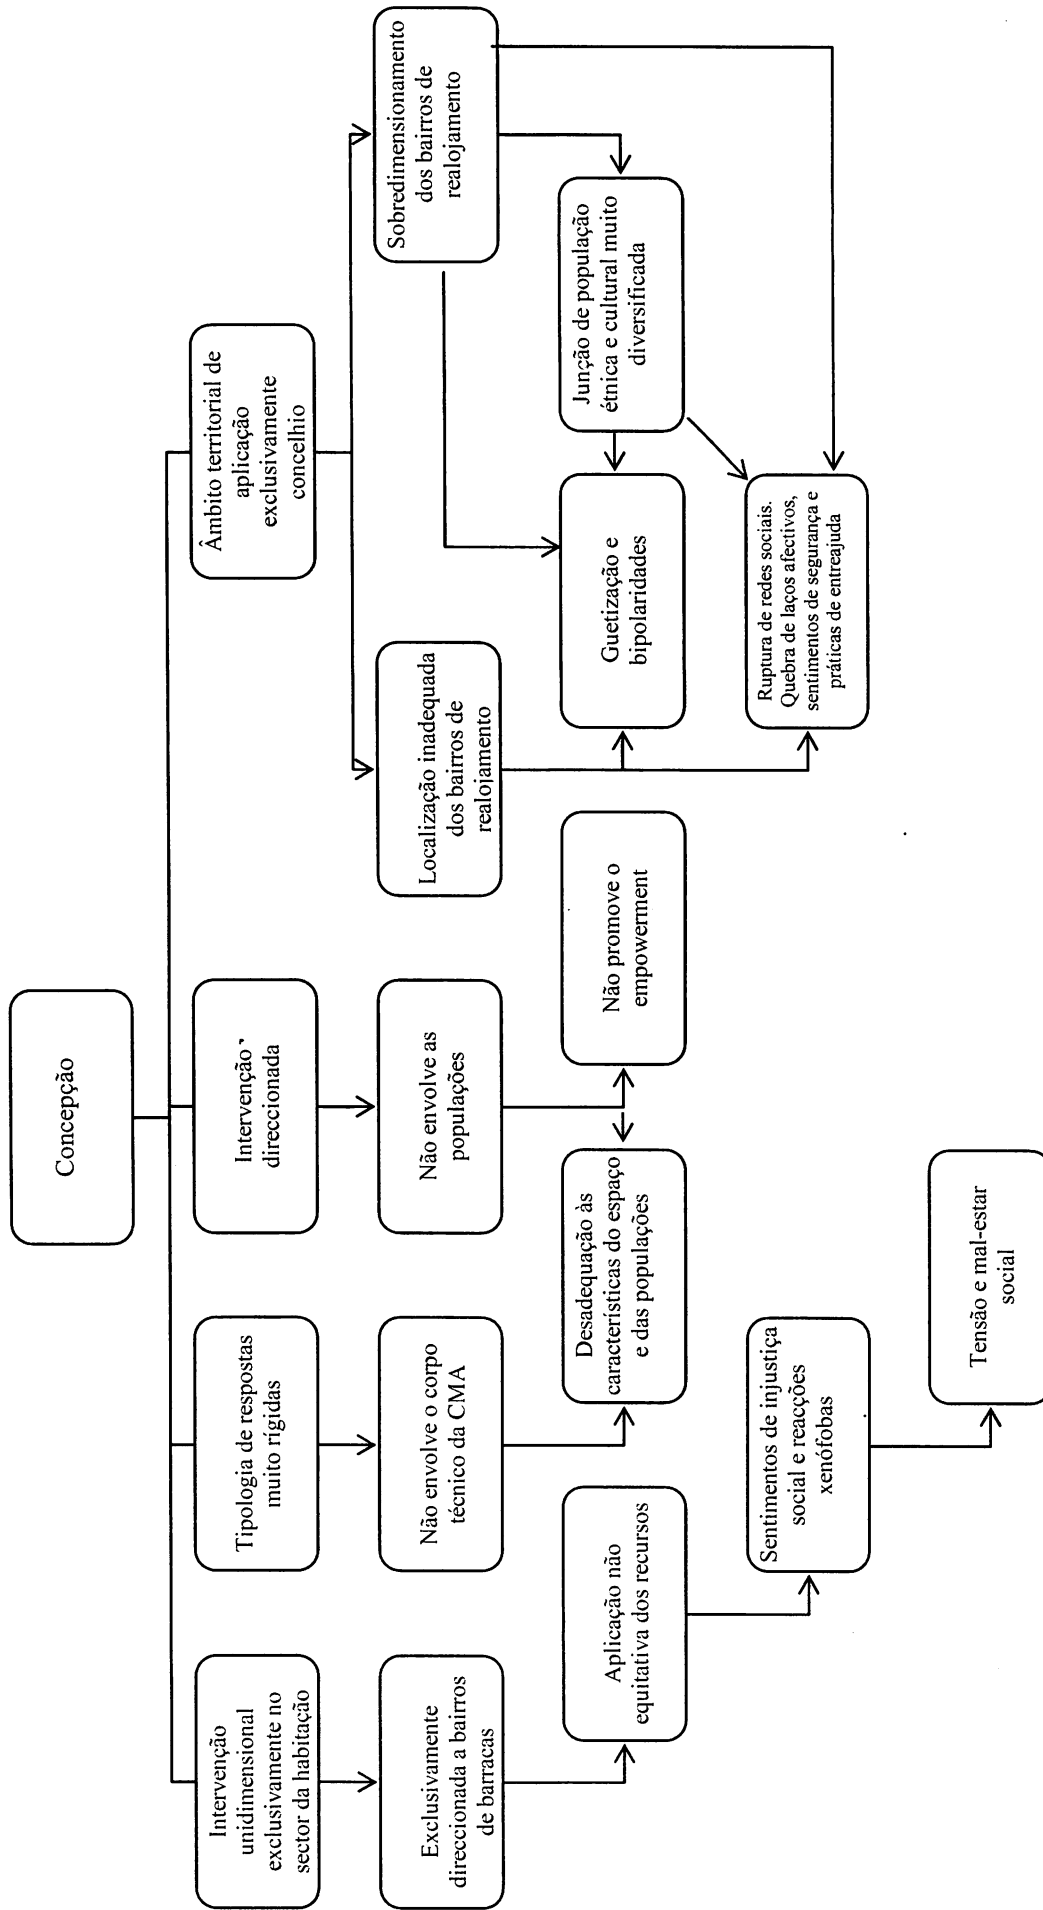 Concepção
Intervenção
unidimensional
exclusivamente no
sector da habitação
Tipologia de respostas
muito rígidas
Intervenção
direccionada
Âmbito territorial de
aplicação
exclusivamente
concelhio
Exclusivamente
direccionada a bairros
de barracas
Não envolve o corpo
técnico da CMA
Não envolve as
populações
Localização inadequada
dos bairros de
realojamento
Sobredimensionamento
dos bairros de
realojamento
Aplicação não
equitativa dos recursos
Desadequação às
características do espaço
e das populações
Não promove o
empowerment
Guetização e
bipolaridades
Junção de população
étnica e cultural muito
diversificada
Sentimentos de injustiça
social e reacções
xenófobas
Ruptura de redes sociais.
Quebra de laços afectivos,
sentimentos de segurança e
práticas de entreajuda
Tensão e mal-estar
social